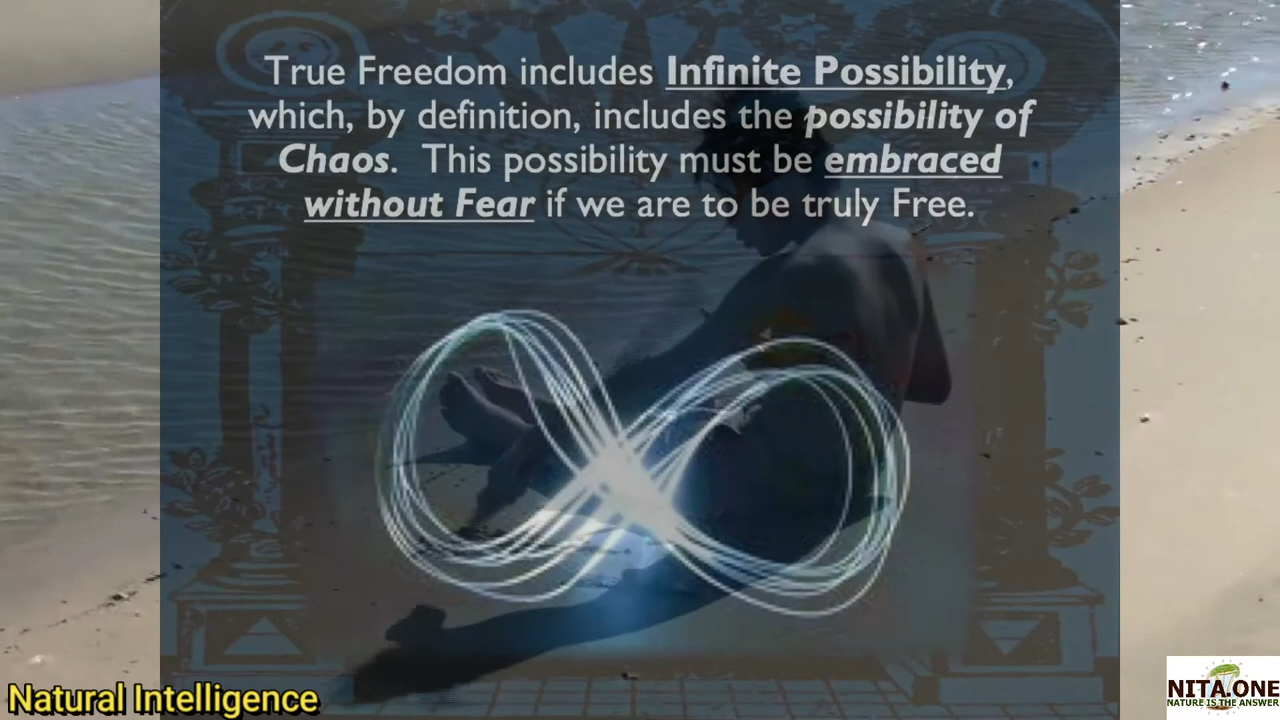 True Freedom includes Infinite Possibility,
which, by definition, includes the possibility of
Chaos. This possibility must be embraced
without Fear if we are to be truly Free.
Natural Intelligence
NITA.ONE
NATURE IS THE ANSWER